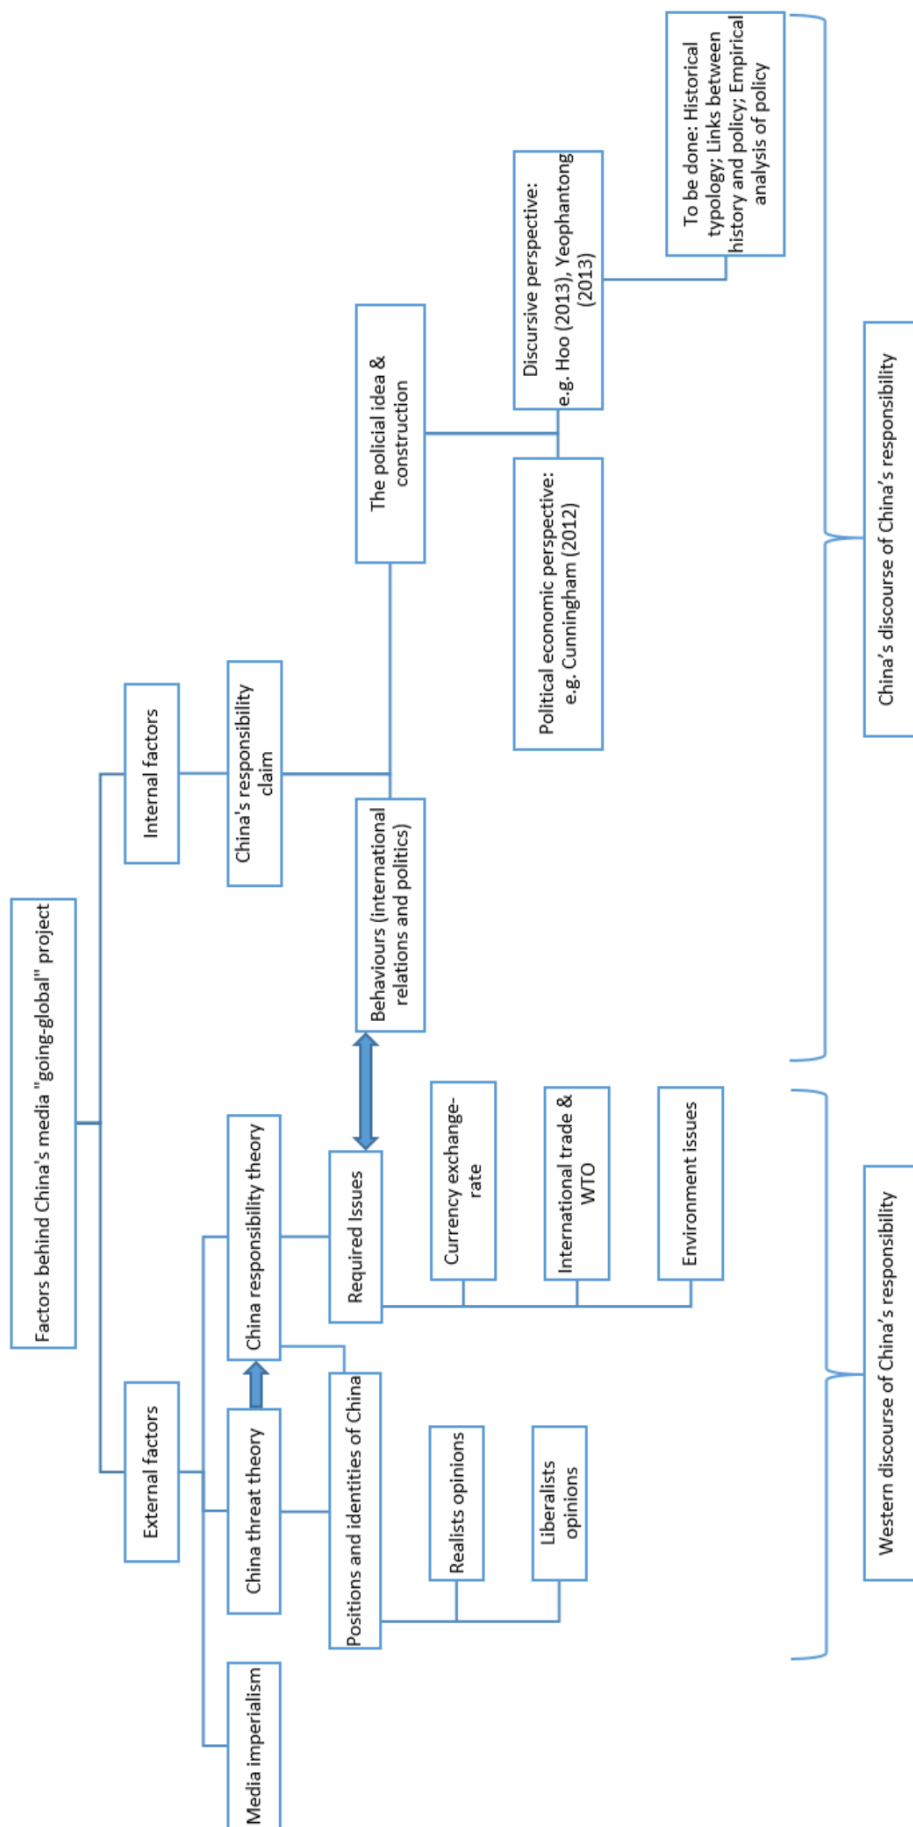 Factors behind China's media "going-global" project
External factors
Internal factors
Media imperialism
China threat theory
China responsibility theory
China's responsibility
claim
Positions and identities of China
Required Issues
Behaviours (international
relations and politics)
The policial idea &
construction
Realists opinions
Liberalists
opinions
Currency exchange-
rate
International trade &
WTO
Environment issues
Political economic perspective:
e.g. Cunningham (2012)
Discursive perspective:
e.g. Hoo (2013), Yeophantong
(2013)
To be done: Historical
typology; Links between
history and policy; Empirical
analysis of policy
Western discourse of China's responsibility
China's discourse of China's responsibility